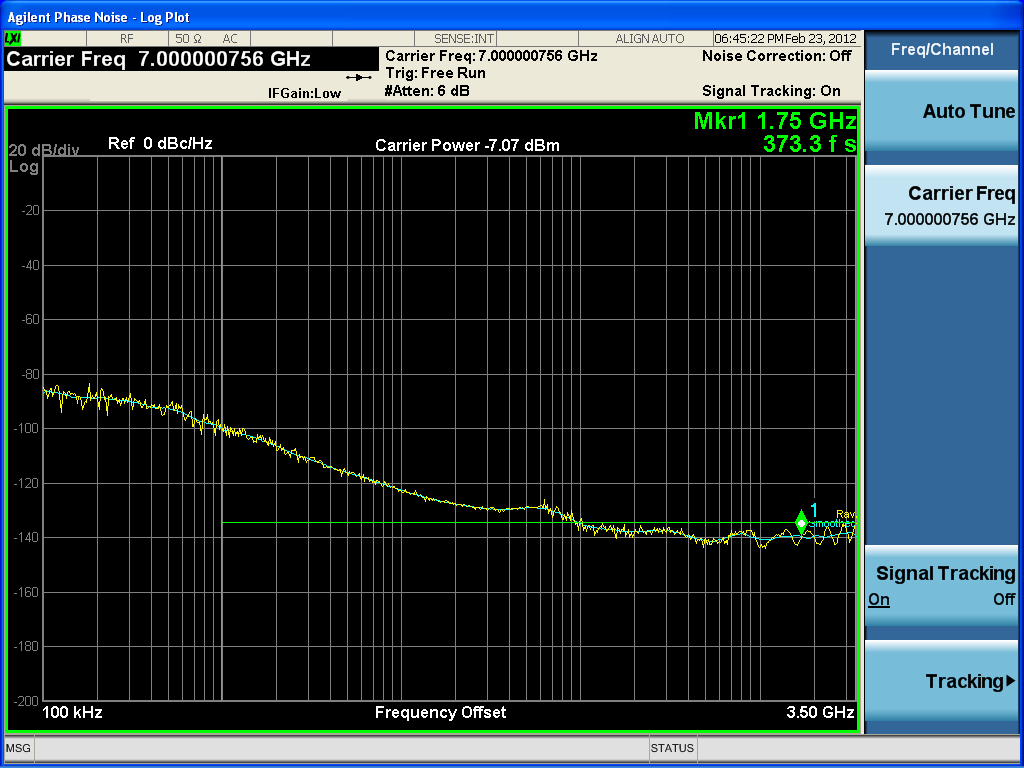 Agilent Phase Noise - Log Plot
LXI RF 50 Ω AC SENSE:INT ALIGN AUTO 06:45:22 PM Feb 23, 2012
Carrier Freq 7.000000756 GHz
Carrier Freq: 7.000000756 GHz
Trig: Free Run
IFGain:Low #Atten: 6 dB
Noise Correction: Off
Signal Tracking: On
Mkr1 1.75 GHz
373.3 f s
20 dB/div Ref 0 dBc/Hz Carrier Power -7.07 dBm
Log
-20
-40
-60
-80
-100
-120
-140
-160
-180
-200
1
Raw
Smoothed
100 kHz Frequency Offset 3.50 GHz
MSG STATUS
Freq/Channel
Auto Tune
Carrier Freq
7.000000756 GHz
Signal Tracking
On Off
Tracking